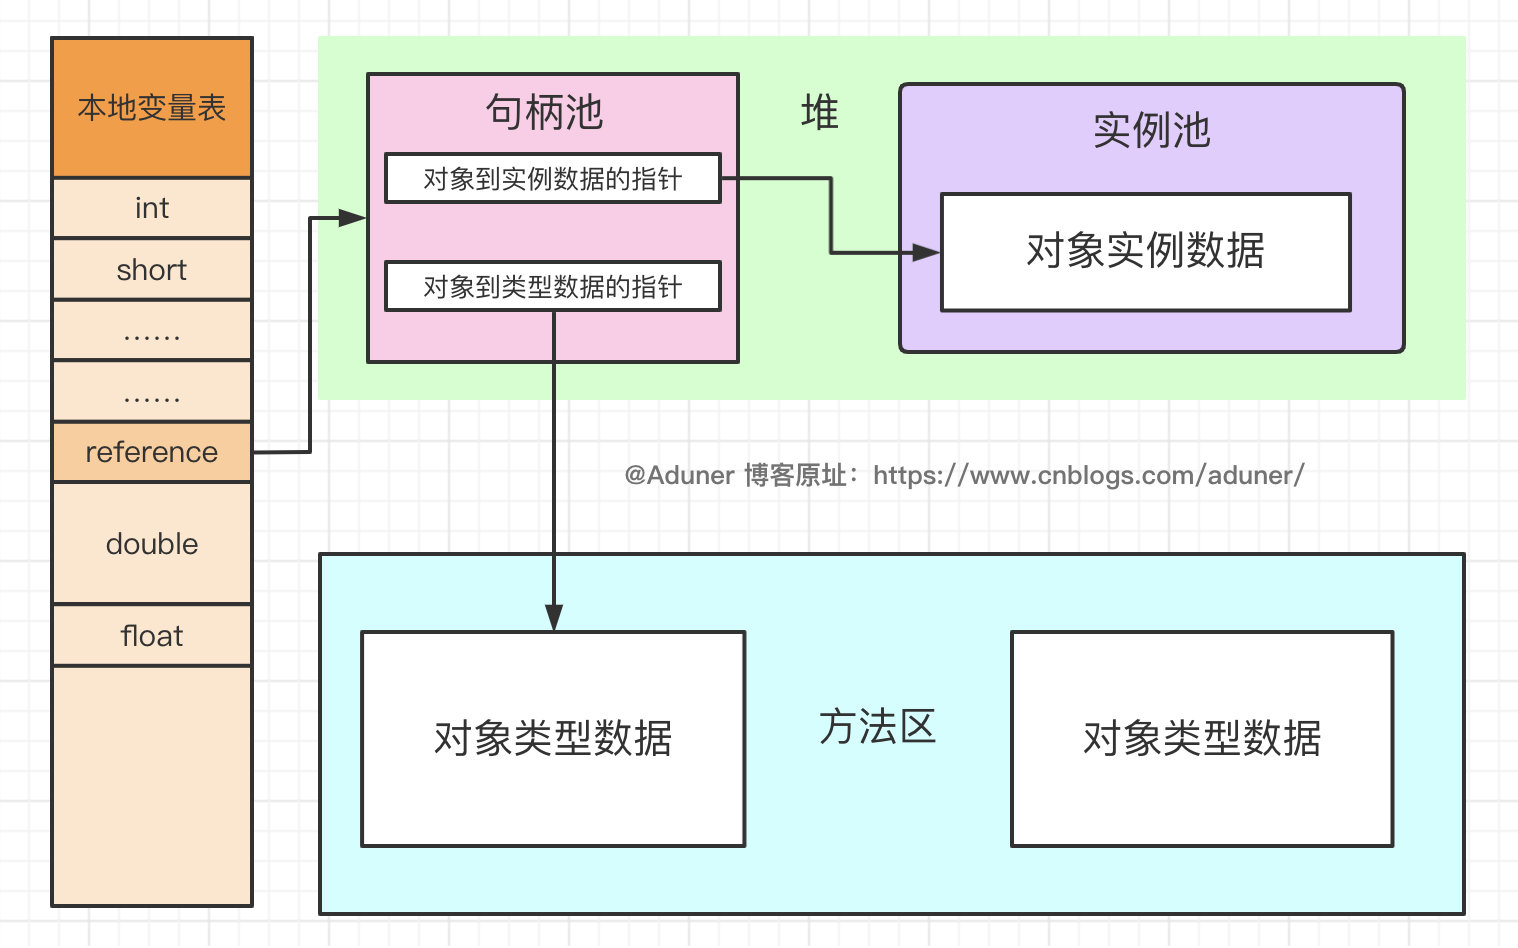 本地变量表
int
short
......
......
reference
double
float
句柄池
对象到实例数据的指针
对象到类型数据的指针
堆
实例池
对象实例数据
@Aduner 博客原址：https://www.cnblogs.com/aduner/
对象类型数据
方法区
对象类型数据